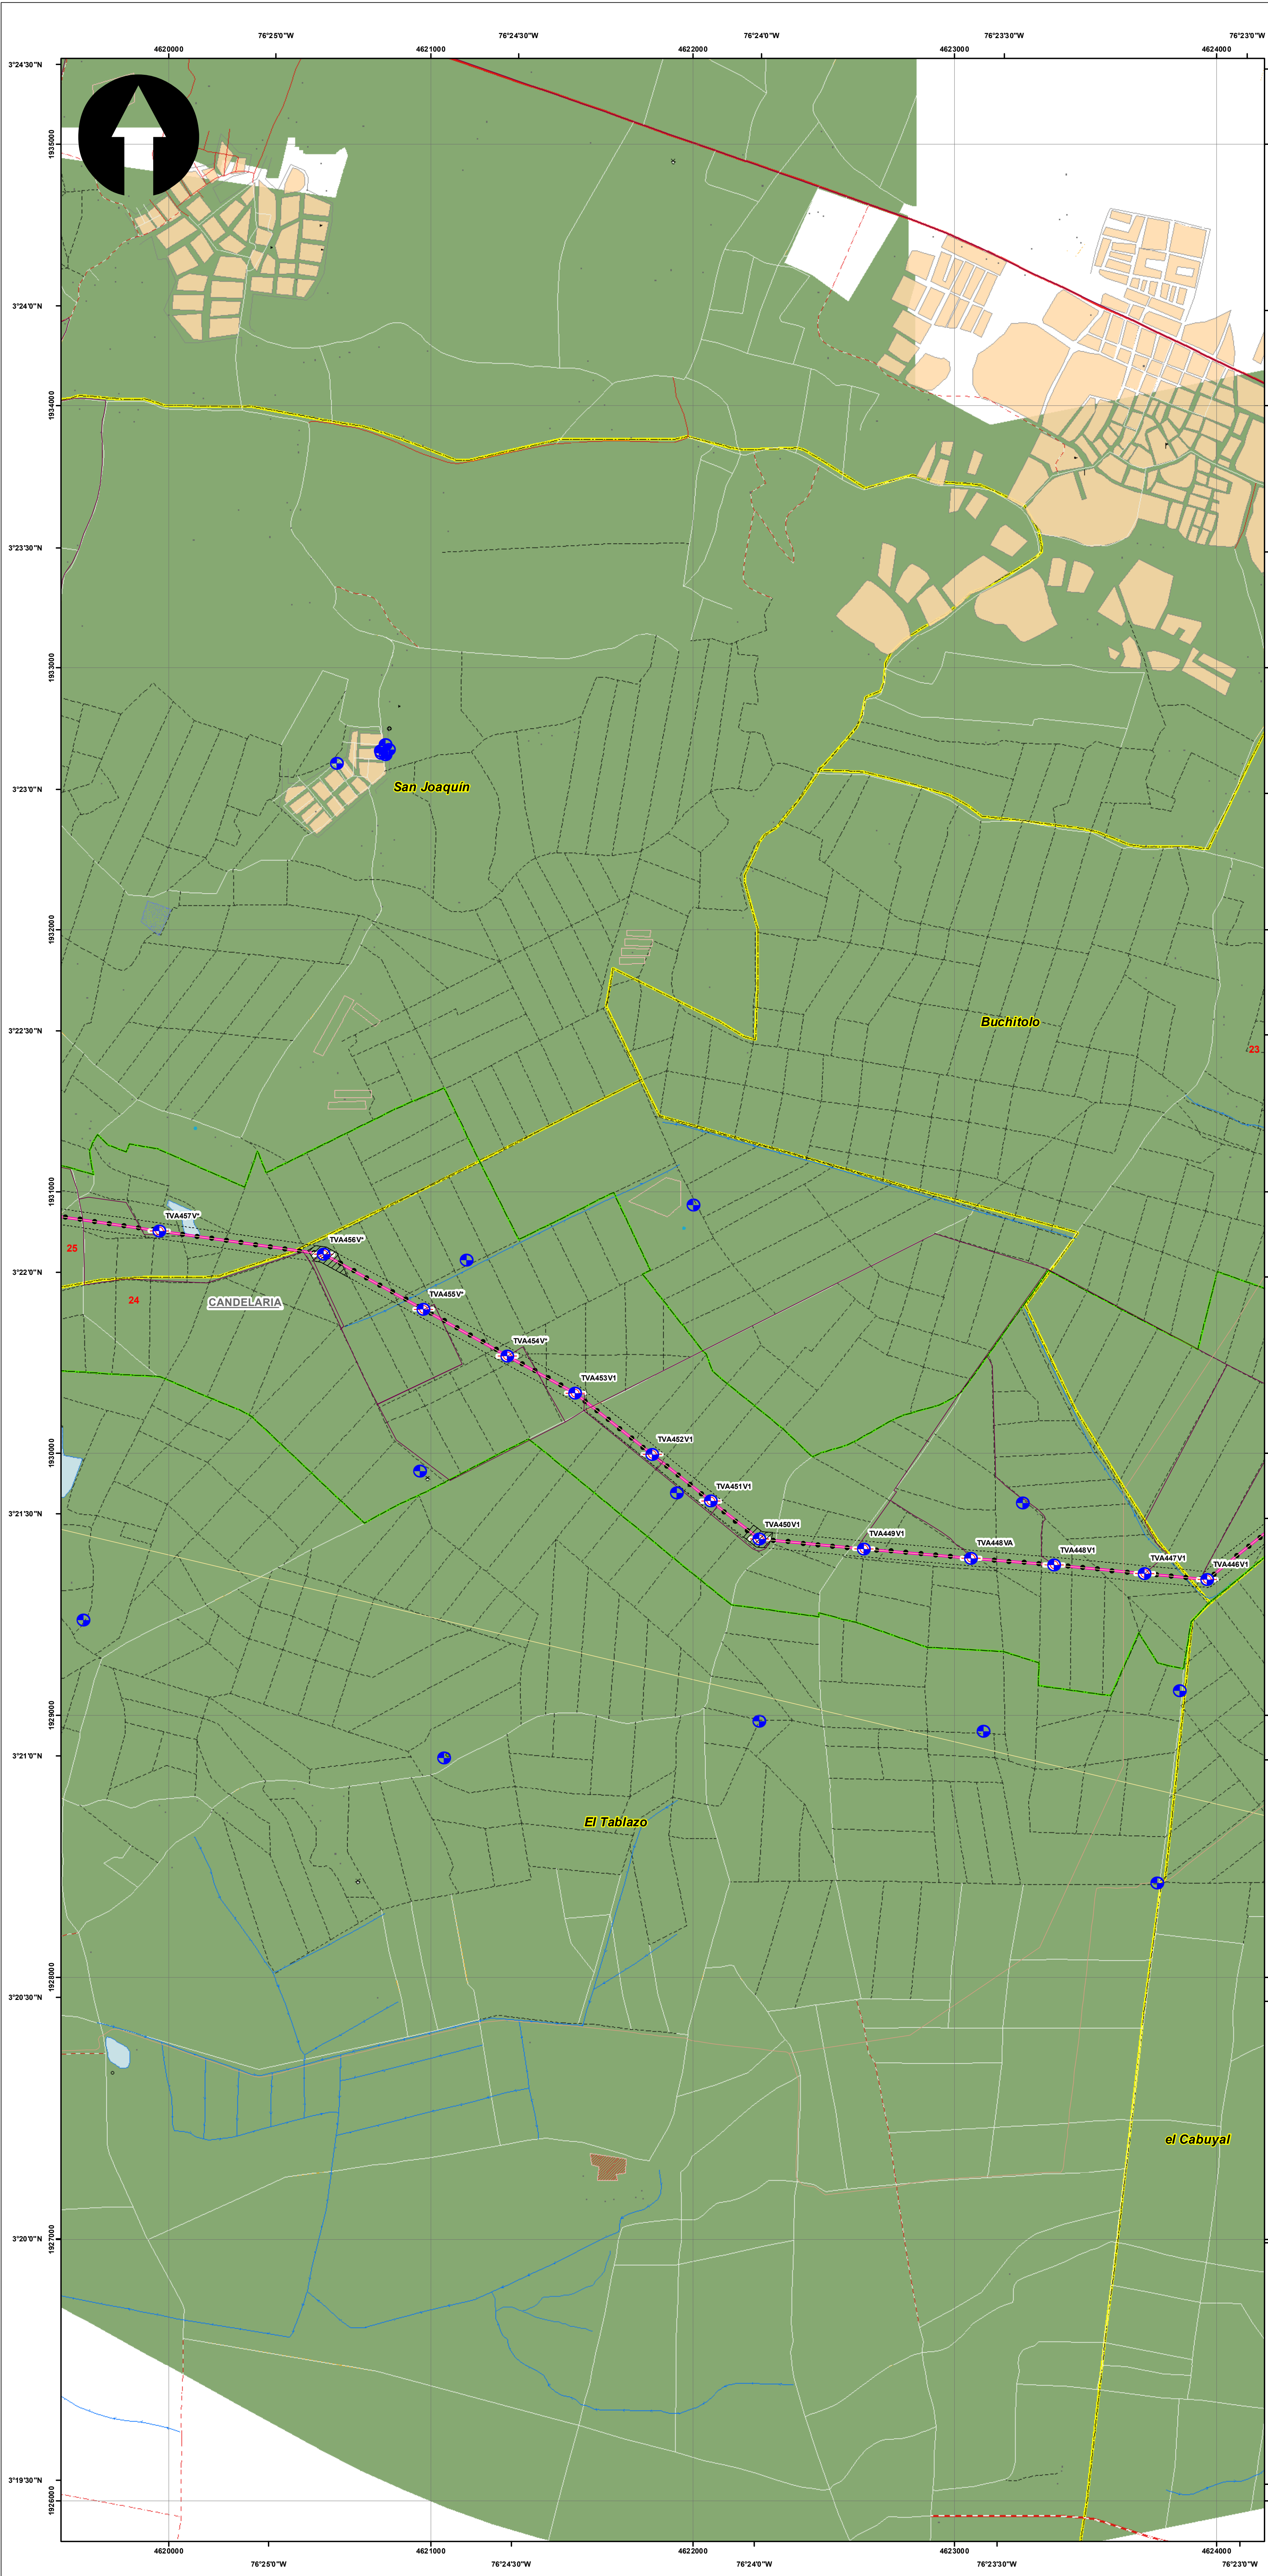 4620000
76°25'0"W
4621000
76°24'30"W
4622000
76°24'0"W
4623000
76°23'30"W
4624000
76°23'0"W
3°24'30"N
1935000
3°24'0"N
1934000
3°23'30"N
1933000
3°23'0"N
San Joaquín
1932000
3°22'30"N
Buchitolo
23
1931000
TVA457V*
TVA456V*
25
3°22'0"N
24
CANDELARIA
TVA455V*
TVA454V*
TVA453V1
1930000
TVA452V1
TVA451V1
3°21'30"N
TVA450V1
TVA449V1
TVA448VA
TVA448V1
TVA447V1
TVA446V1
1929000
3°21'0"N
El Tablazo
1928000
3°20'30"N
el Cabuyal
3°20'0"N
1927000
3°19'30"N
1926000
4620000
76°25'0"W
4621000
76°24'30"W
4622000
76°24'0"W
4623000
76°23'30"W
4624000
76°23'0"W